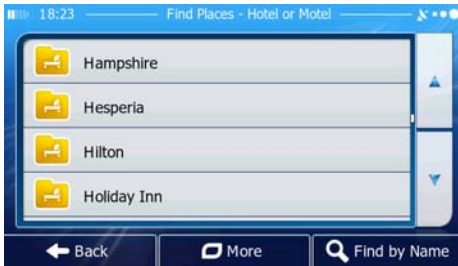 18:23 Find Places - Hotel or Motel
Hampshire
Hesperia
Hilton
Holiday Inn
Back More Find by Name